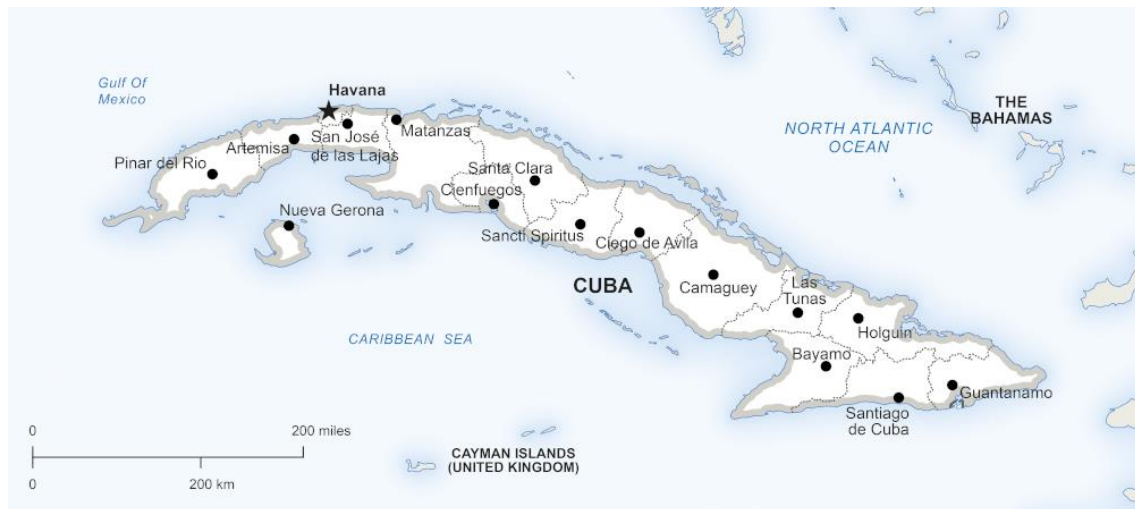 Gulf Of
Mexico
Havana
THE
BAHAMAS
NORTH ATLANTIC
OCEAN
San José
de las Lajas
Matanzas
Artemisa
Pinar del Rio
Santa Clara
Cienfuegos
Nueva Gerona
Sancti Spiritus
Ciego de Avila
CUBA
Camaguey
Las
Tunas
Holguin
CARIBBEAN SEA
Bayamo
Guantanamo
Santiago
de Cuba
0
200 miles
0
200 km
CAYMAN ISLANDS
(UNITED KINGDOM)